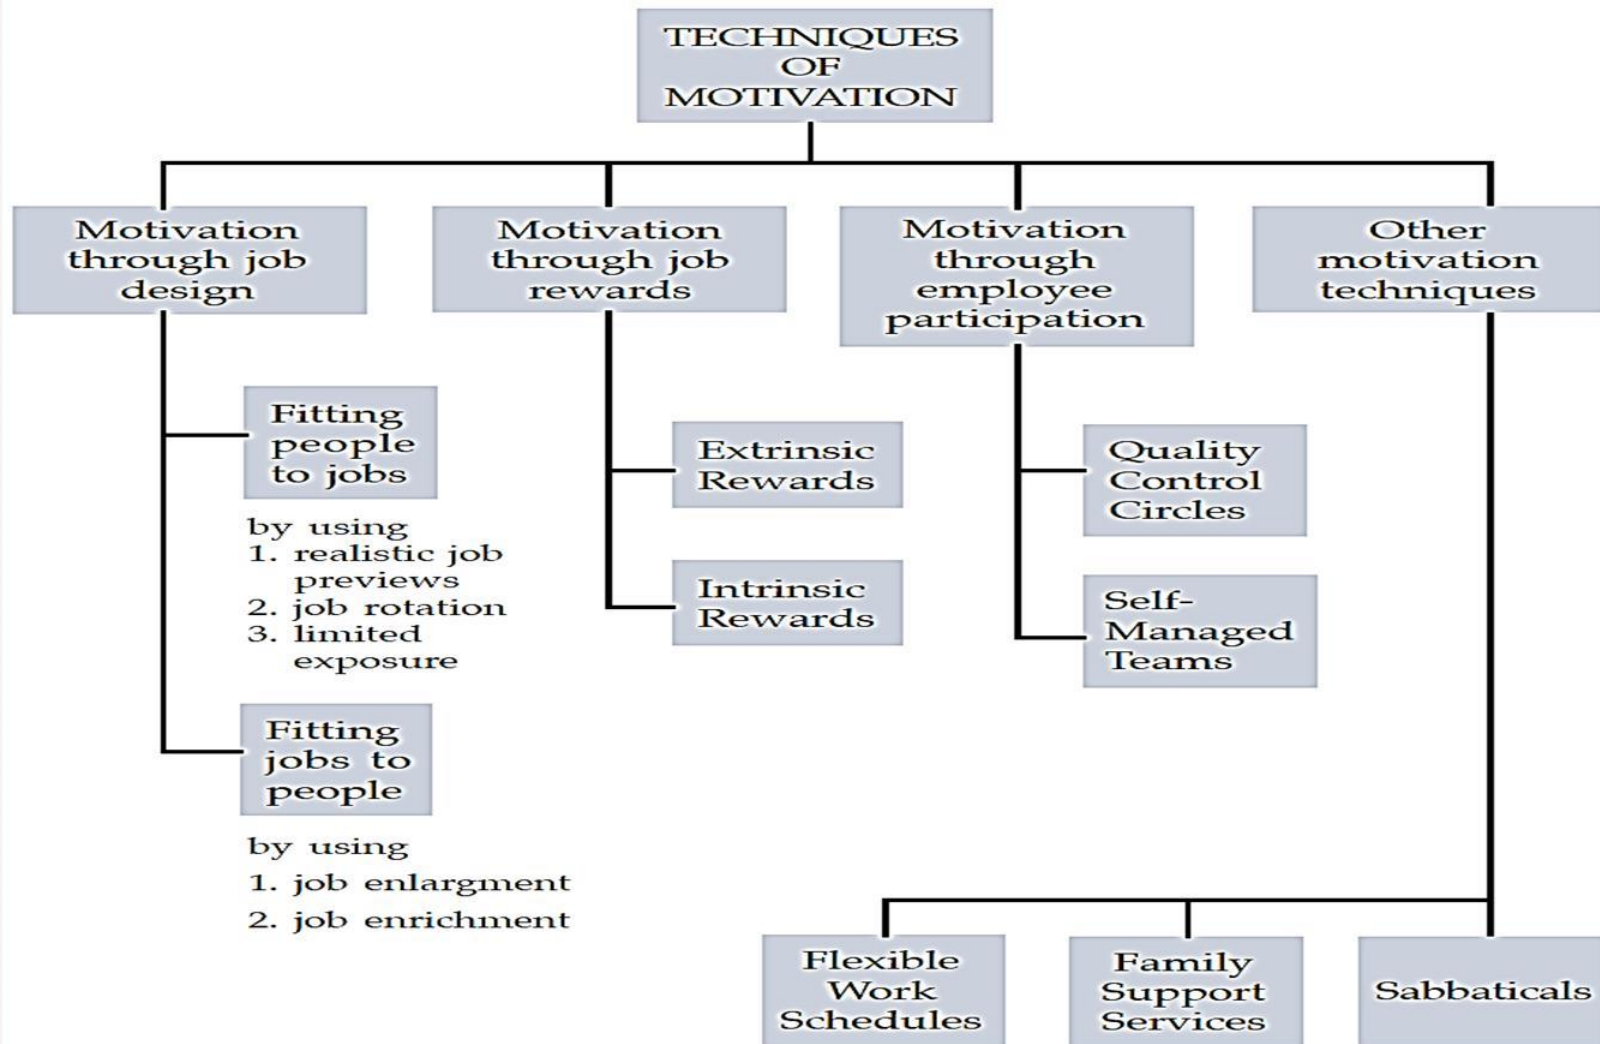 TECHNIQUES
OF
MOTIVATION
Motivation
through job
design
Motivation
through job
rewards
Motivation
through
employee
participation
Other
motivation
techniques
Fitting
people
to jobs
by using
1. realistic job
previews
2. job rotation
3. limited
exposure
Fitting
jobs to
people
by using
1. job enlargment
2. job enrichment
Extrinsic
Rewards
Intrinsic
Rewards
Quality
Control
Circles
Self-
Managed
Teams
Flexible
Work
Schedules
Family
Support
Services
Sabbaticals